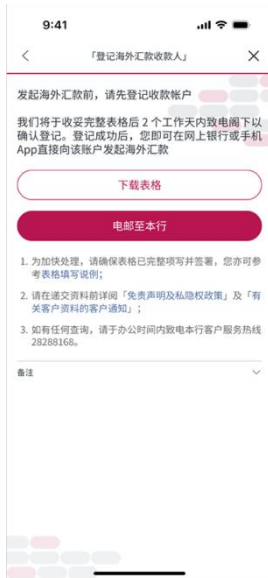 9:41
「登记海外汇款收款人」
发起海外汇款前，请先登记收款帐户
我们将于收妥完整表格后 2 个工作天内致电阁下以
确认登记。登记成功后，您即可在网上银行或手机
App直接向该账户发起海外汇款
下载表格
电邮至本行
1. 为加快处理，请确保表格已完整项写并签署，您亦可参
考表格填写说例；
2. 请在递交资料前详阅「免责声明及私隐权政策」及「有
关客户资料的客户通知」；
3. 如有任何查询，请于办公时间内致电本行客户服务热线
28288168。
备注